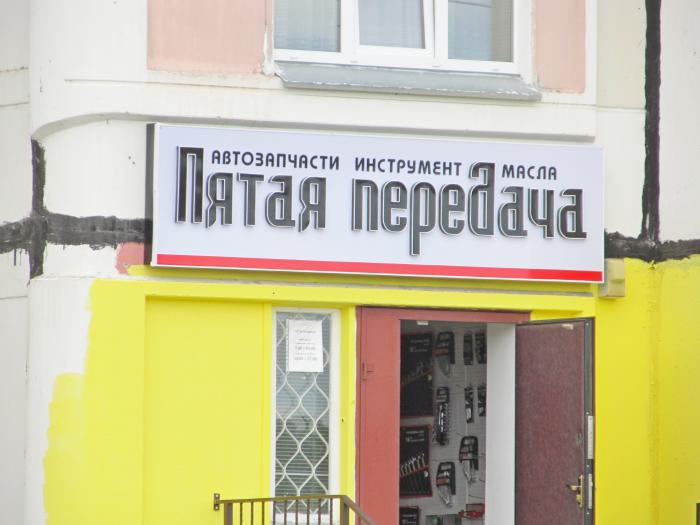 АВТОЗАПЧАСТИ ИНСТРУМЕНТ МАСЛА
Пятая передача